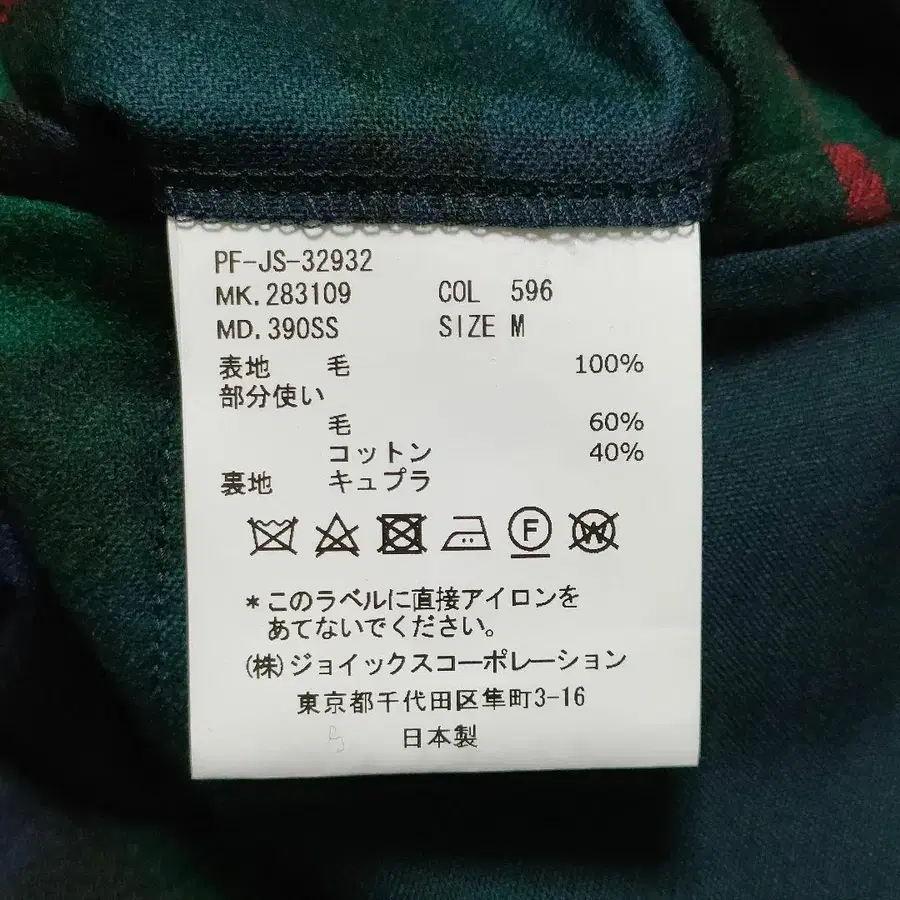 PF-JS-32932
MK.283109 COL 596
MD.390SS SIZE M
表地 毛 100%
部分使い
毛 60%
コットン 40%
裏地 キュプラ
F W
*このラベルに直接アイロンを
あてないでください。
(株)ジョイックスコーポレーション
東京都千代田区隼町3-16
日本製